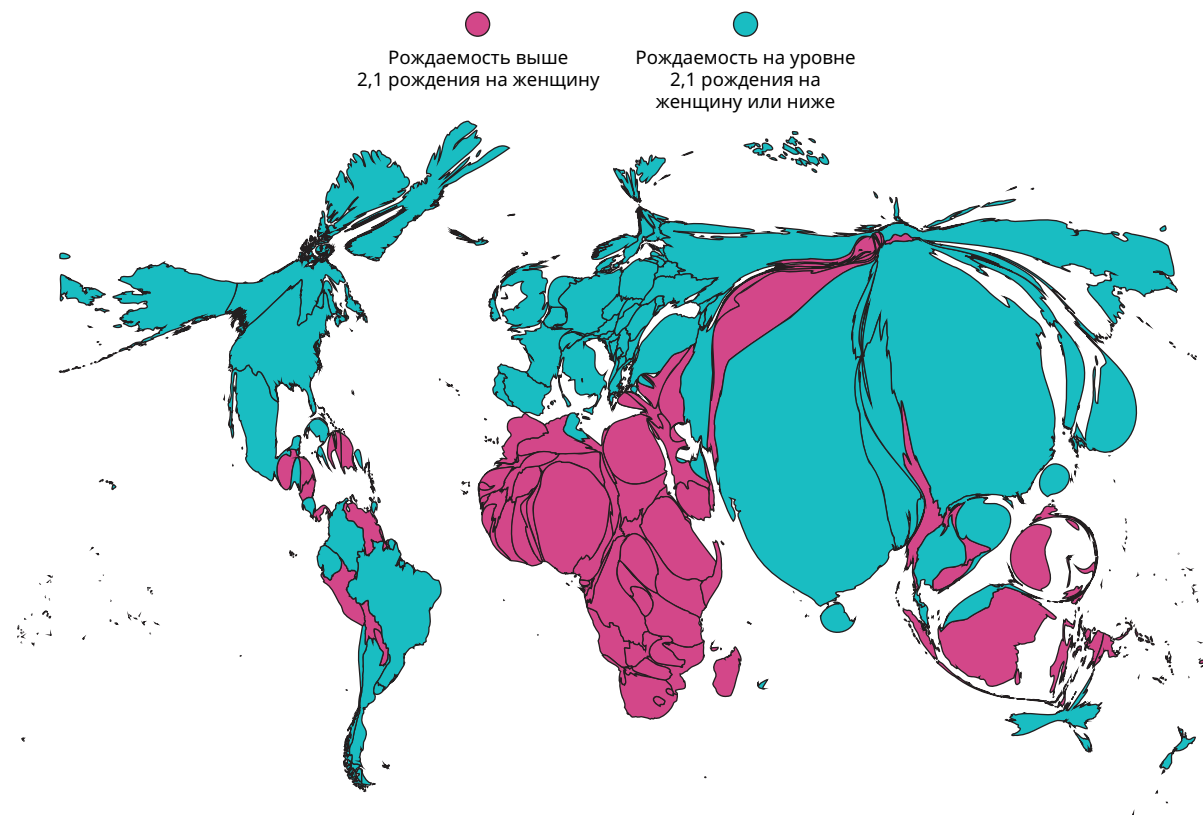 Рождаемость выше
2,1 рождения на женщину
Рождаемость на уровне
2,1 рождения на
женщину или ниже